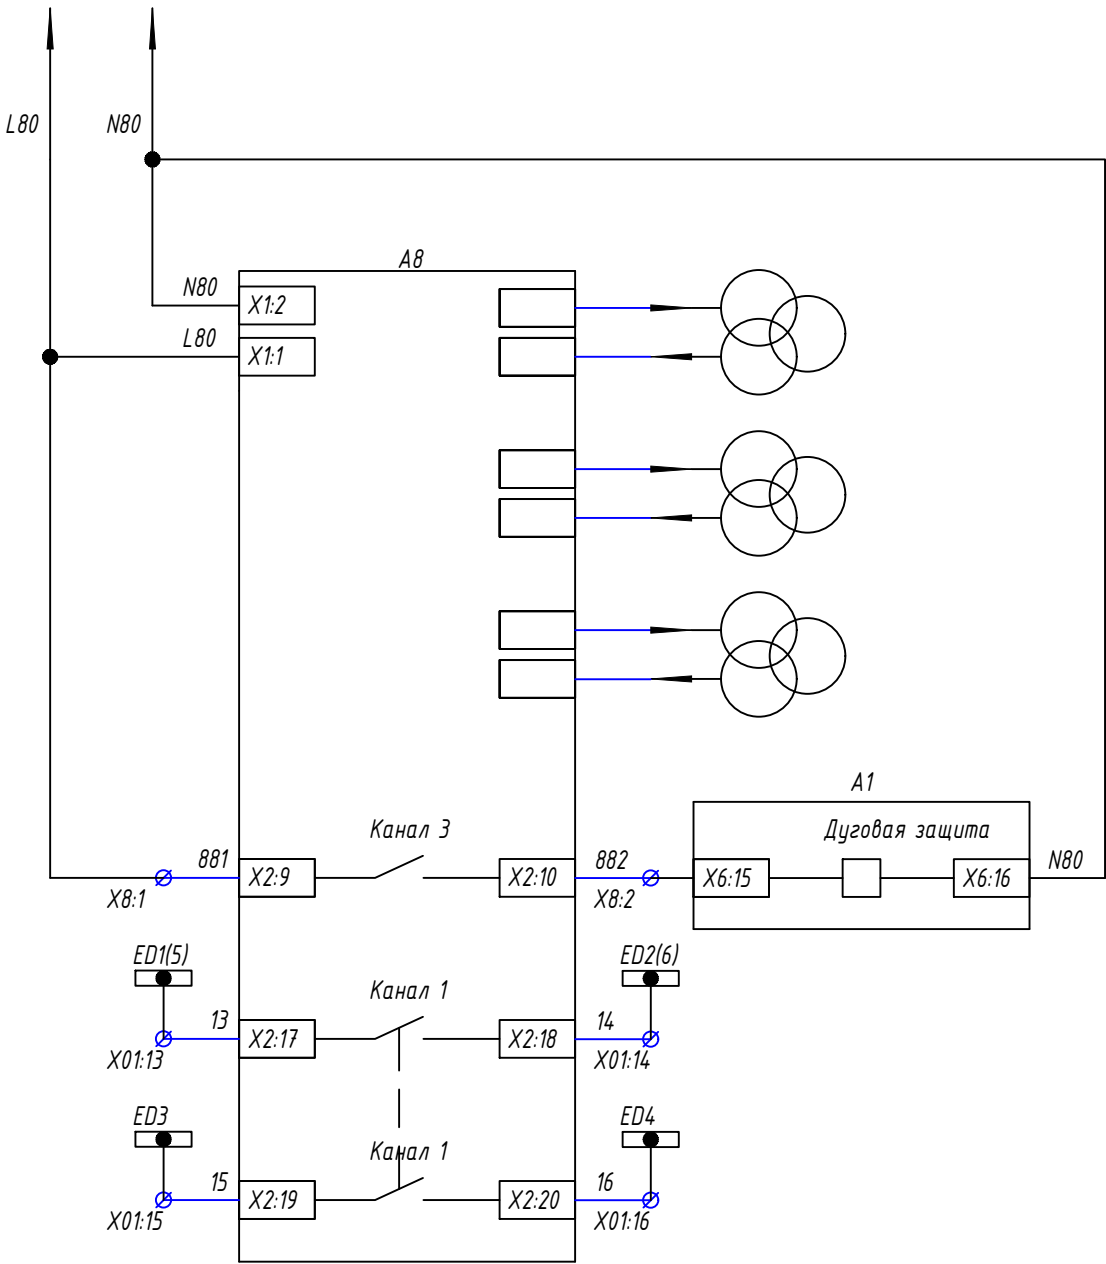 L80
N80
A8
N80
X1:2
L80
X1:1
A1
Канал 3
Дуговая защита
881
X2:9
X2:10
882
X6:15
X6:16
N80
X8:1
X8:2
ED1(5)
ED2(6)
Канал 1
13
X2:17
X2:18
14
X01:13
X01:14
ED3
ED4
Канал 1
15
X2:19
X2:20
16
X01:15
X01:16